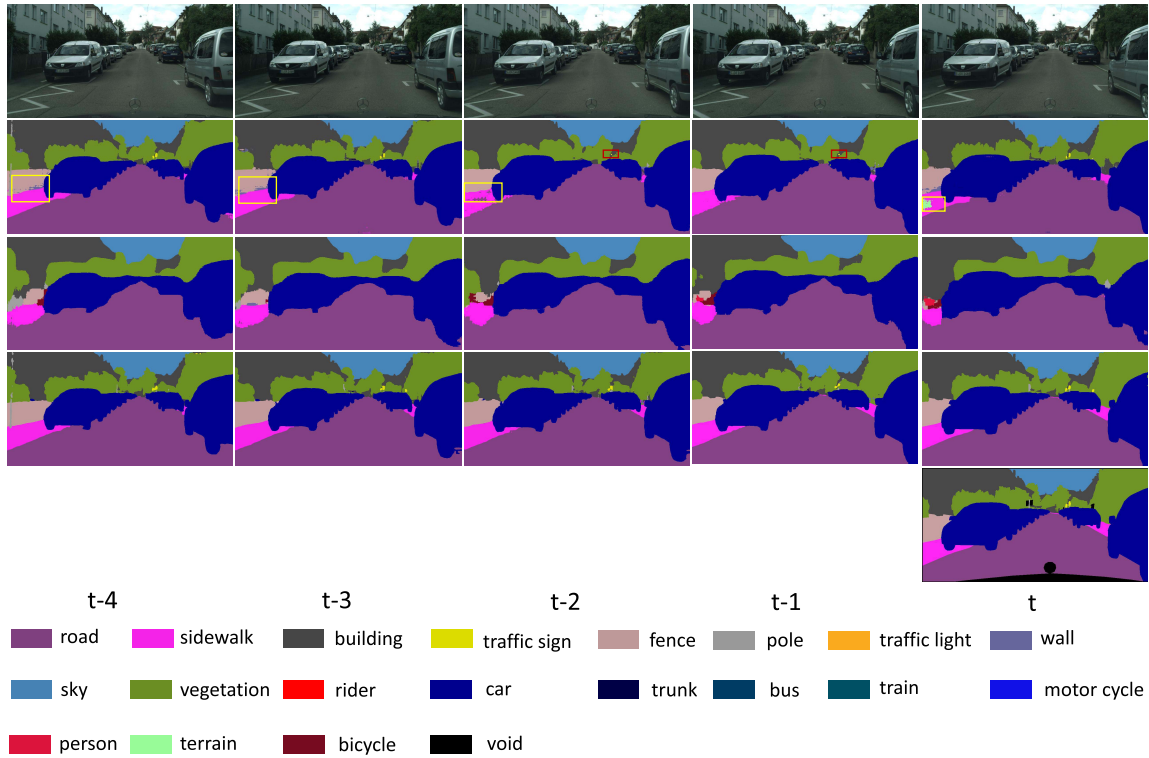 t-4 t-3 t-2 t-1 t
road sidewalk building traffic sign fence pole traffic light wall
sky vegetation rider car trunk bus train motor cycle
person terrain bicycle void